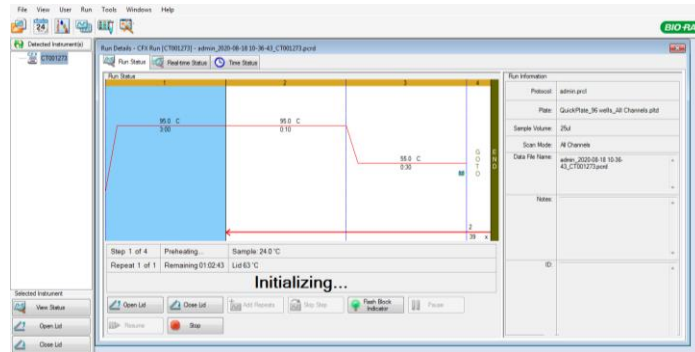 File View User Run Tools Windows Help
24
BIO-RA
Detected Instrument(s)
CT001273
Run Details - CFX Run [CT001273] - admin_2020-08-18 10-36-43_CT001273.pcrd
Run Status Real-time Status Time Status
Run Status
1 2 3 4
95.0 C
3:00
95.0 C
0:10
55.0 C
0:30
GOTO
END
2
39 x
Step 1 of 4 Preheating... Sample: 24.0 °C
Repeat 1 of 1 Remaining 01:02:43 Lid 63 °C
Initializing...
Open Lid Close Lid Add Repeats Skip Step Flash Block Indicator Pause
Resume Stop
Run Information
Protocol: admin.prcl
Plate: QuickPlate_96 wells_All Channels.pltd
Sample Volume: 25ul
Scan Mode: All Channels
Data File Name: admin_2020-08-18 10-36-
43_CT001273.pcrd
Notes:
ID:
Selected Instrument
View Status
Open Lid
Close Lid